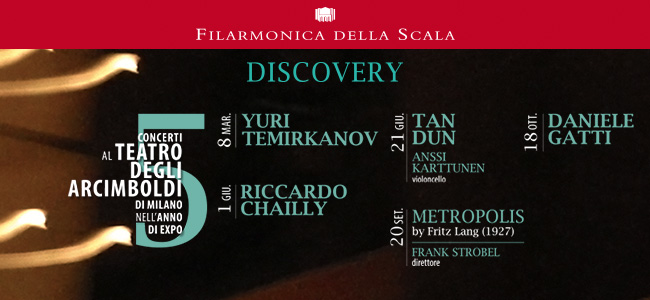 FILARMONICA DELLA SCALA
DISCOVERY
5
CONCERTI
AL TEATRO
DEGLI
ARCIMBOLDI
DI MILANO
NELL'ANNO
DI EXPO
8 MAR.
YURI
TEMIRKANOV
1 GIU.
RICCARDO
CHAILLY
21 GIU.
TAN
DUN
ANSSI
KARTTUNEN
violoncello
20 SET.
METROPOLIS
by Fritz Lang (1927)
FRANK STROBEL
direttore
18 OTT.
DANIELE
GATTI